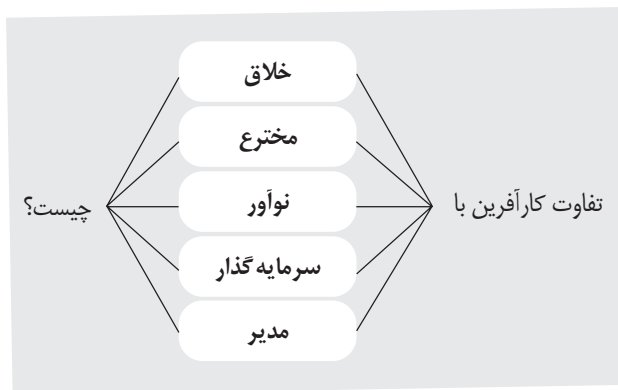 تفاوت کارآفرین با
خلاق
مخترع
نوآور
سرمایه‌گذار
مدیر
چیست؟